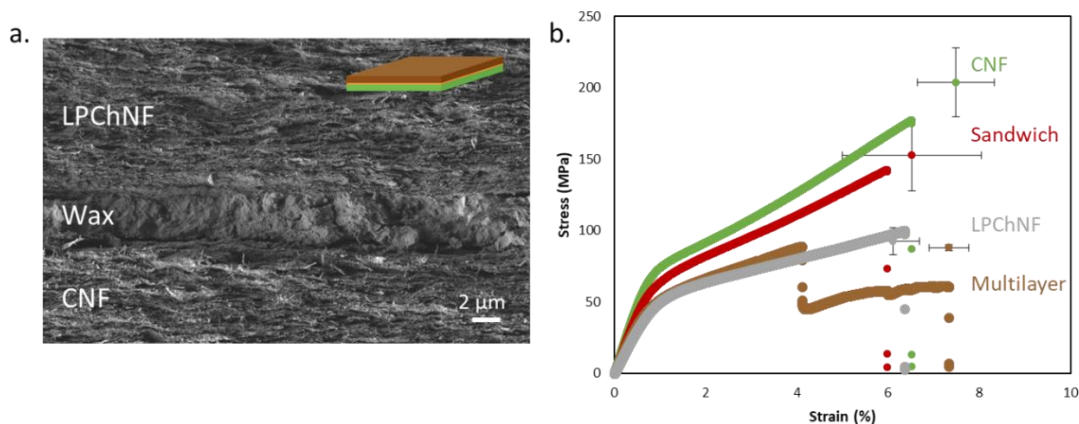 a.
LPChNF
Wax
CNF
2 μm
b.
250
200
150
100
50
0
0 2 4 6 8 10
Stress (MPa)
Strain (%)
CNF
Sandwich
LPChNF
Multilayer